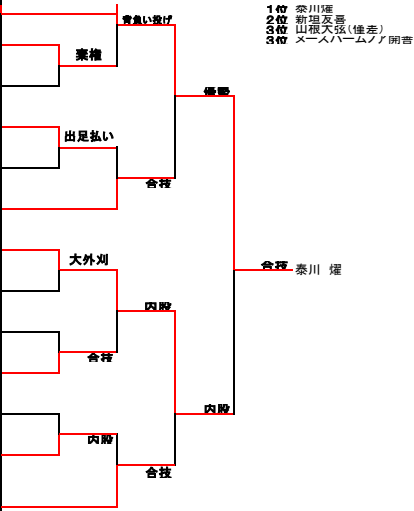 1位 泰川燿
2位 新垣友喜
3位 山根大弦(僅差)
背負い投げ
棄権
優勢
出足払い
合技
合技 泰川 燿
大外刈
内股
合技
内股
内股
合技